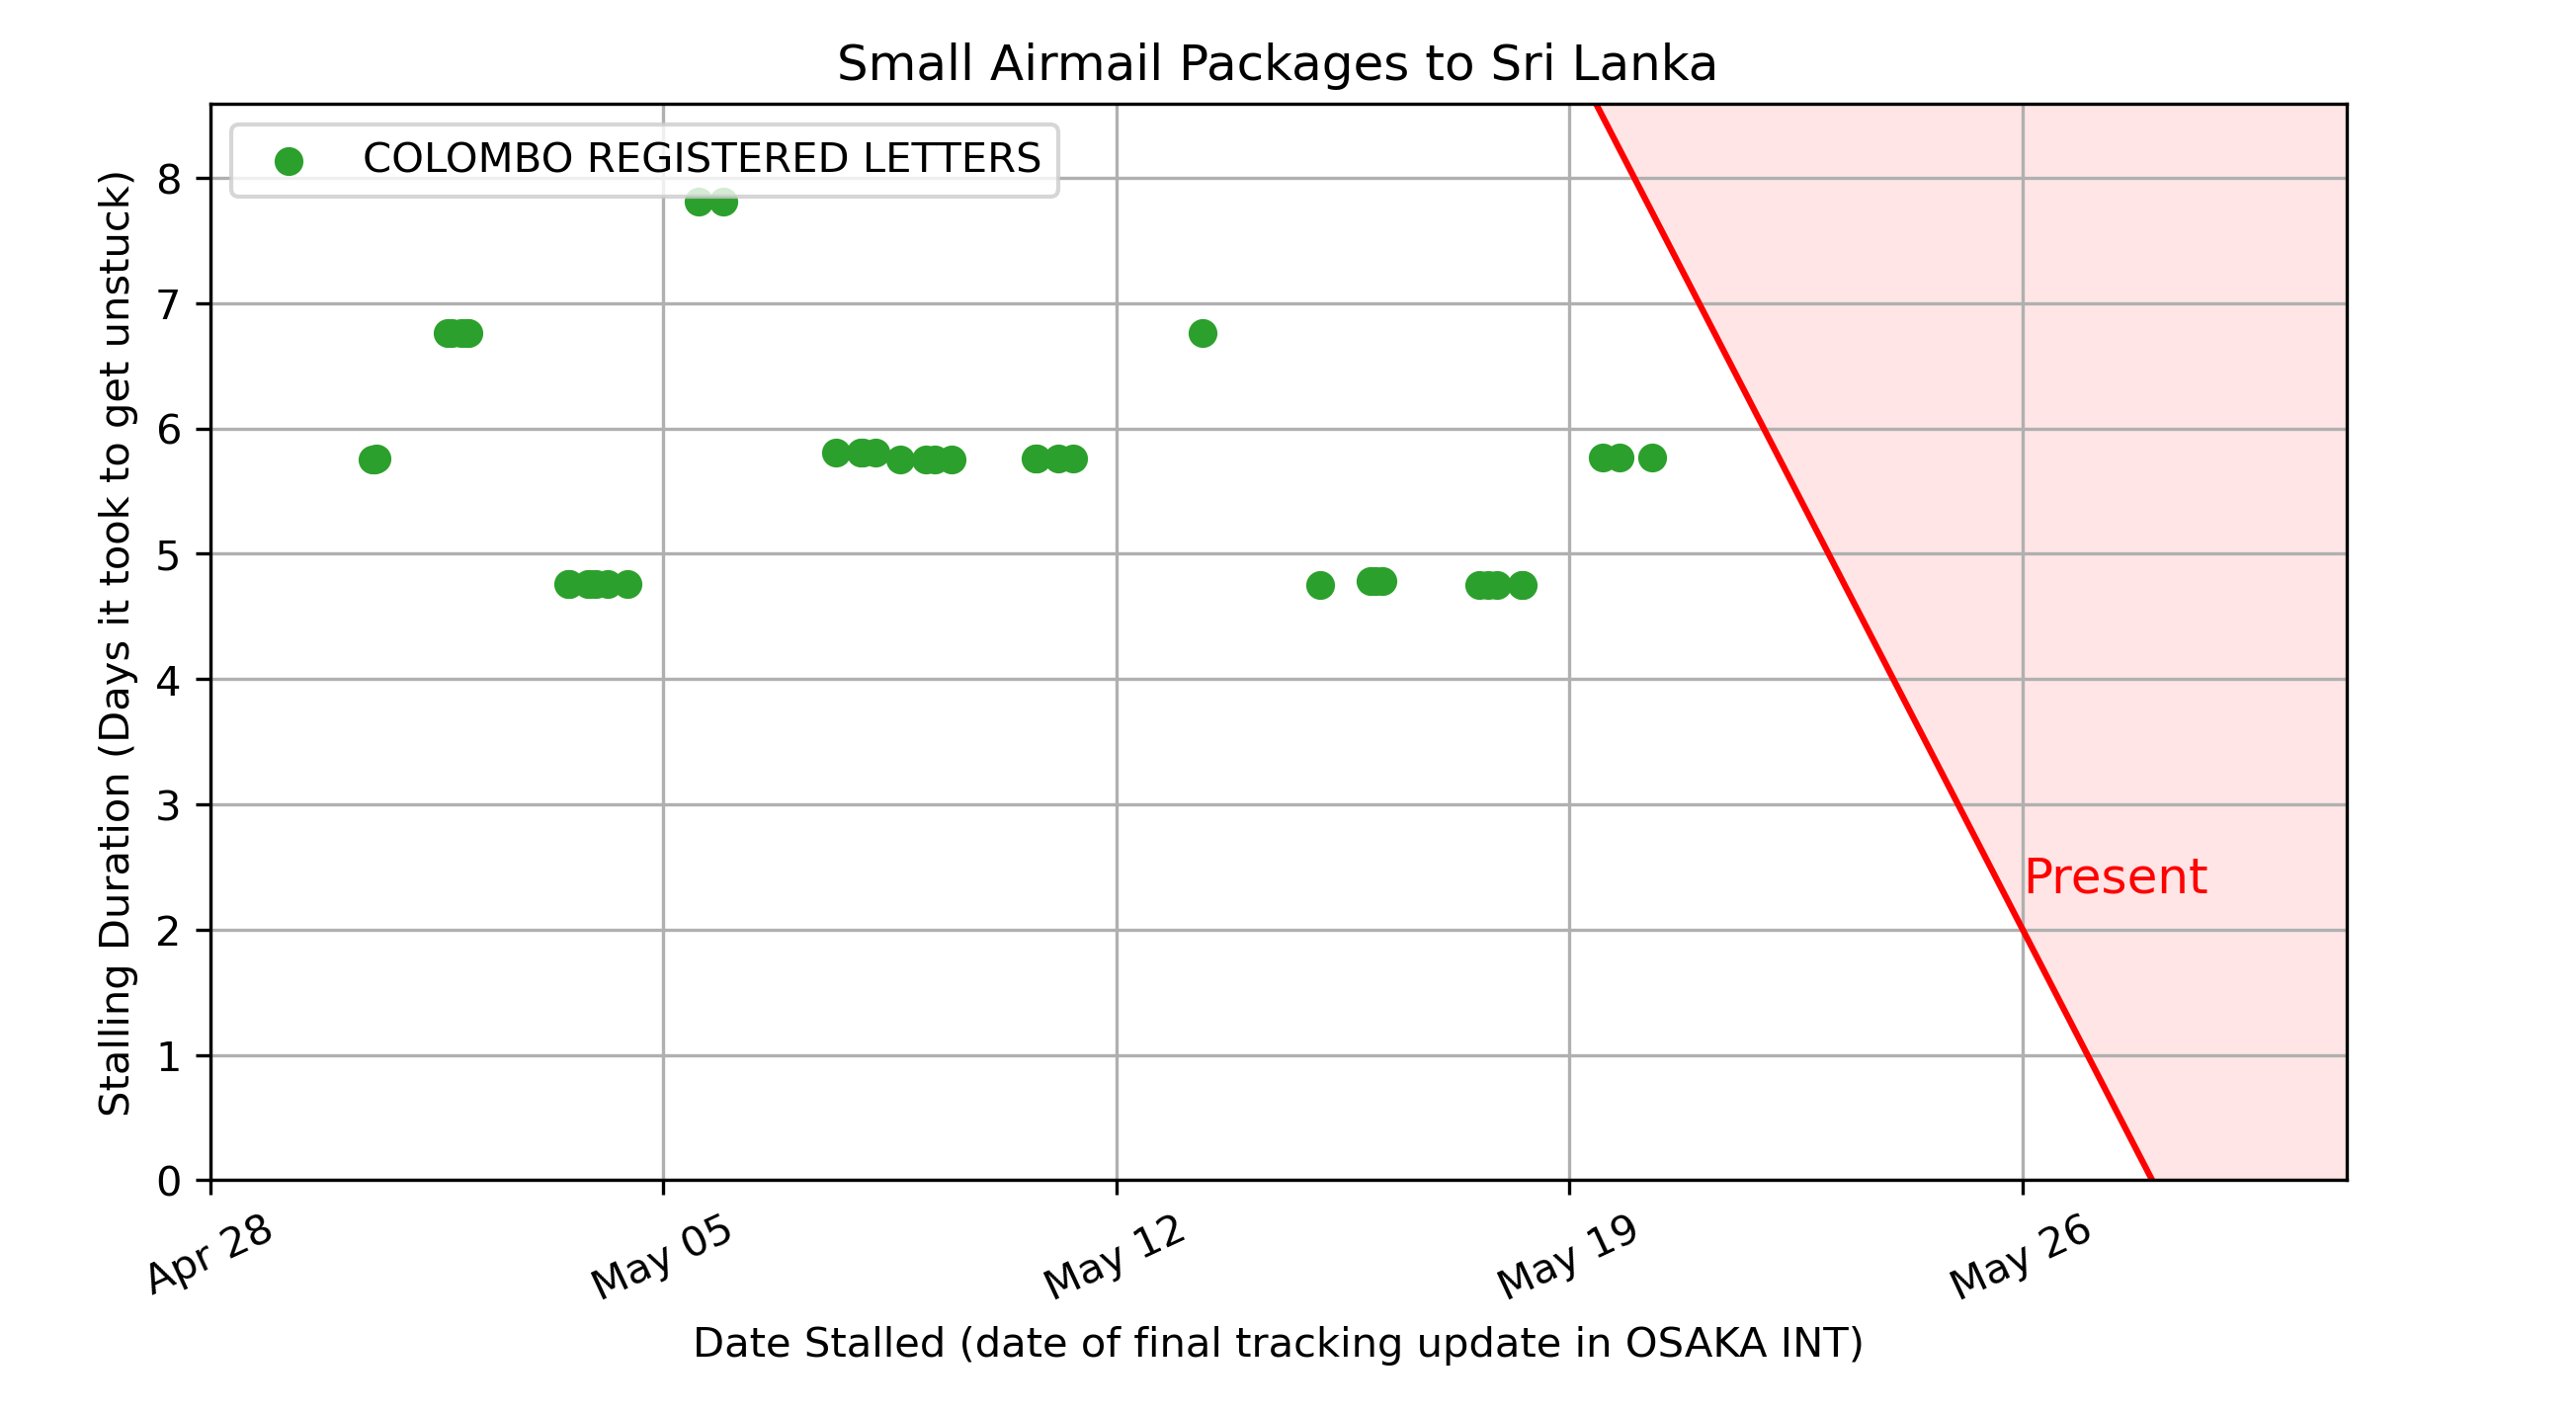 Small Airmail Packages to Sri Lanka
COLOMBO REGISTERED LETTERS
Stalling Duration (Days it took to get unstuck)
8
7
6
5
4
3
2
1
0
Present
Apr 28
May 05
May 12
May 19
May 26
Date Stalled (date of final tracking update in OSAKA INT)